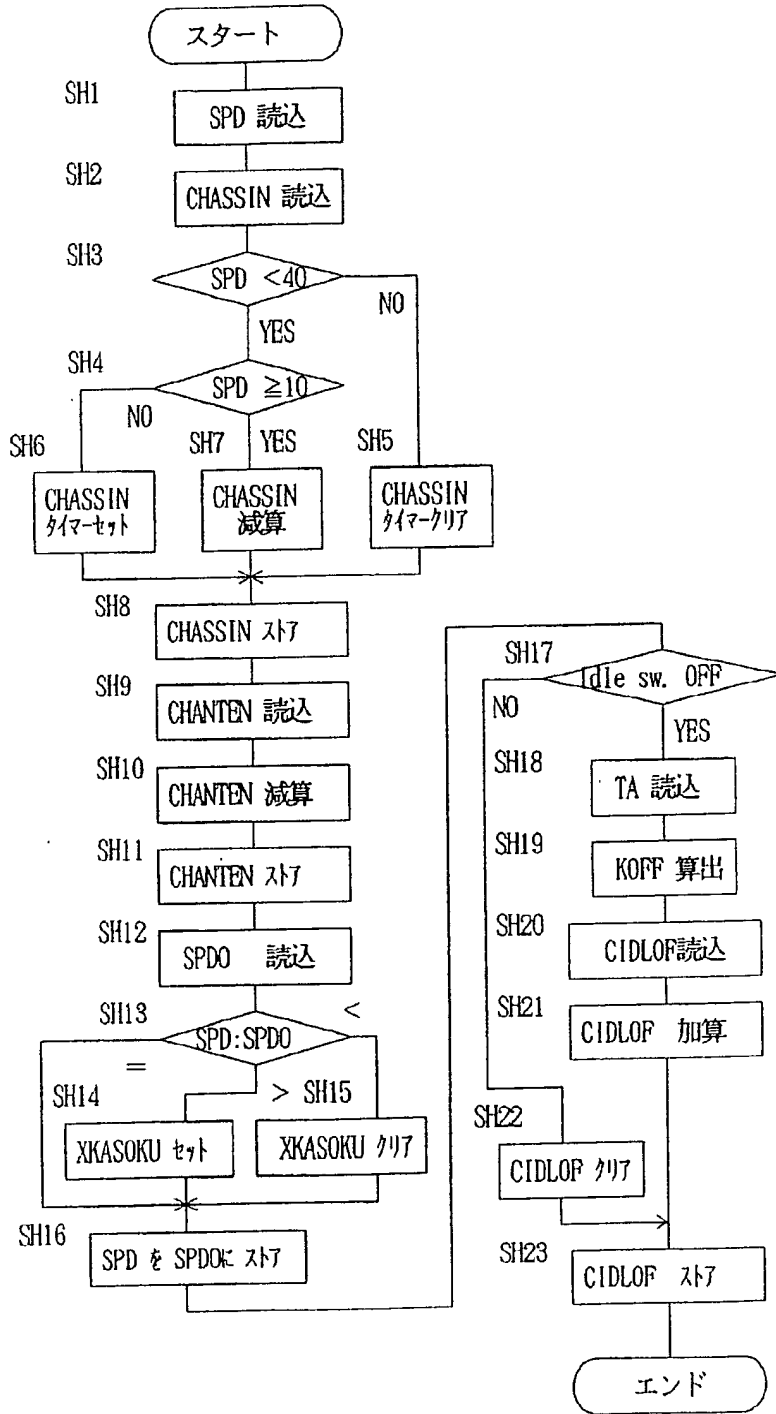 スタート
SH1
SPD 読込
SH2
CHASSIN 読込
SH3
SPD <40
NO
YES
SH4
SPD ≧10
NO
YES
SH6
CHASSIN
ﾀｲﾏｰｾｯﾄ
SH7
CHASSIN
減算
SH5
CHASSIN
ﾀｲﾏｰｸﾘｱ
SH8
CHASSIN ｽﾄｱ
SH9
CHANTEN 読込
SH10
CHANTEN 減算
SH11
CHANTEN ｽﾄｱ
SH12
SPDO 読込
SH13
SPD:SPDO
<
=
>
SH14
XKASOKU ｾｯﾄ
SH15
XKASOKU ｸﾘｱ
SH16
SPD を SPDOに ｽﾄｱ
SH17
Idle sw. OFF
NO
YES
SH18
TA 読込
SH19
KOFF 算出
SH20
CIDLOF読込
SH21
CIDLOF 加算
SH22
CIDLOF ｸﾘｱ
SH23
CIDLOF ｽﾄｱ
エンド